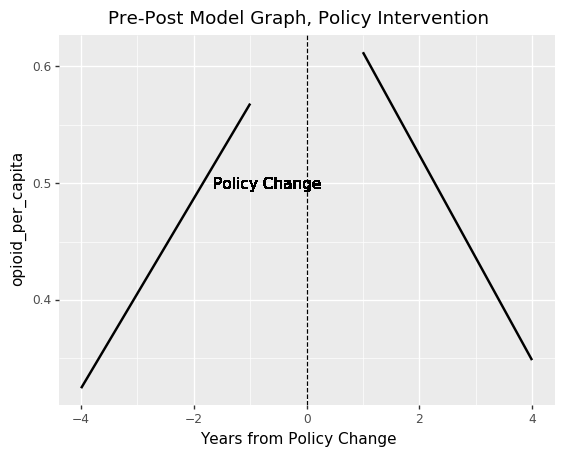 Pre-Post Model Graph, Policy Intervention
0.6
0.5
0.4
opioid_per_capita
Policy Change
−4
−2
0
2
4
Years from Policy Change